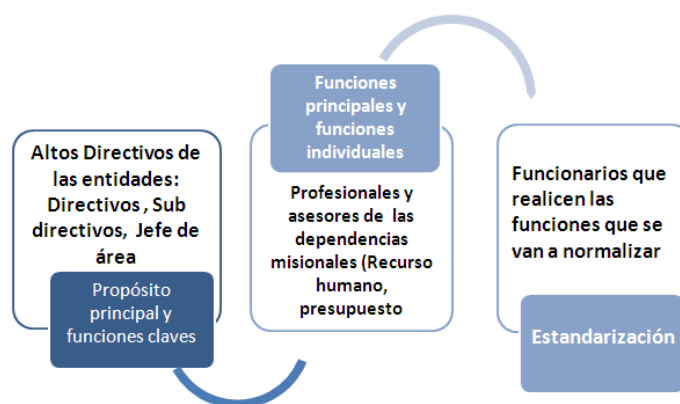 Altos Directivos de
las entidades:
Directivos , Sub
directivos, Jefe de
área
Propósito
principal y
funciones claves
Funciones
principales y
funciones
individuales
Profesionales y
asesores de las
dependencias
misionales (Recurso
humano,
presupuesto
Funcionarios que
realicen las
funciones que se
van a normalizar
Estandarización